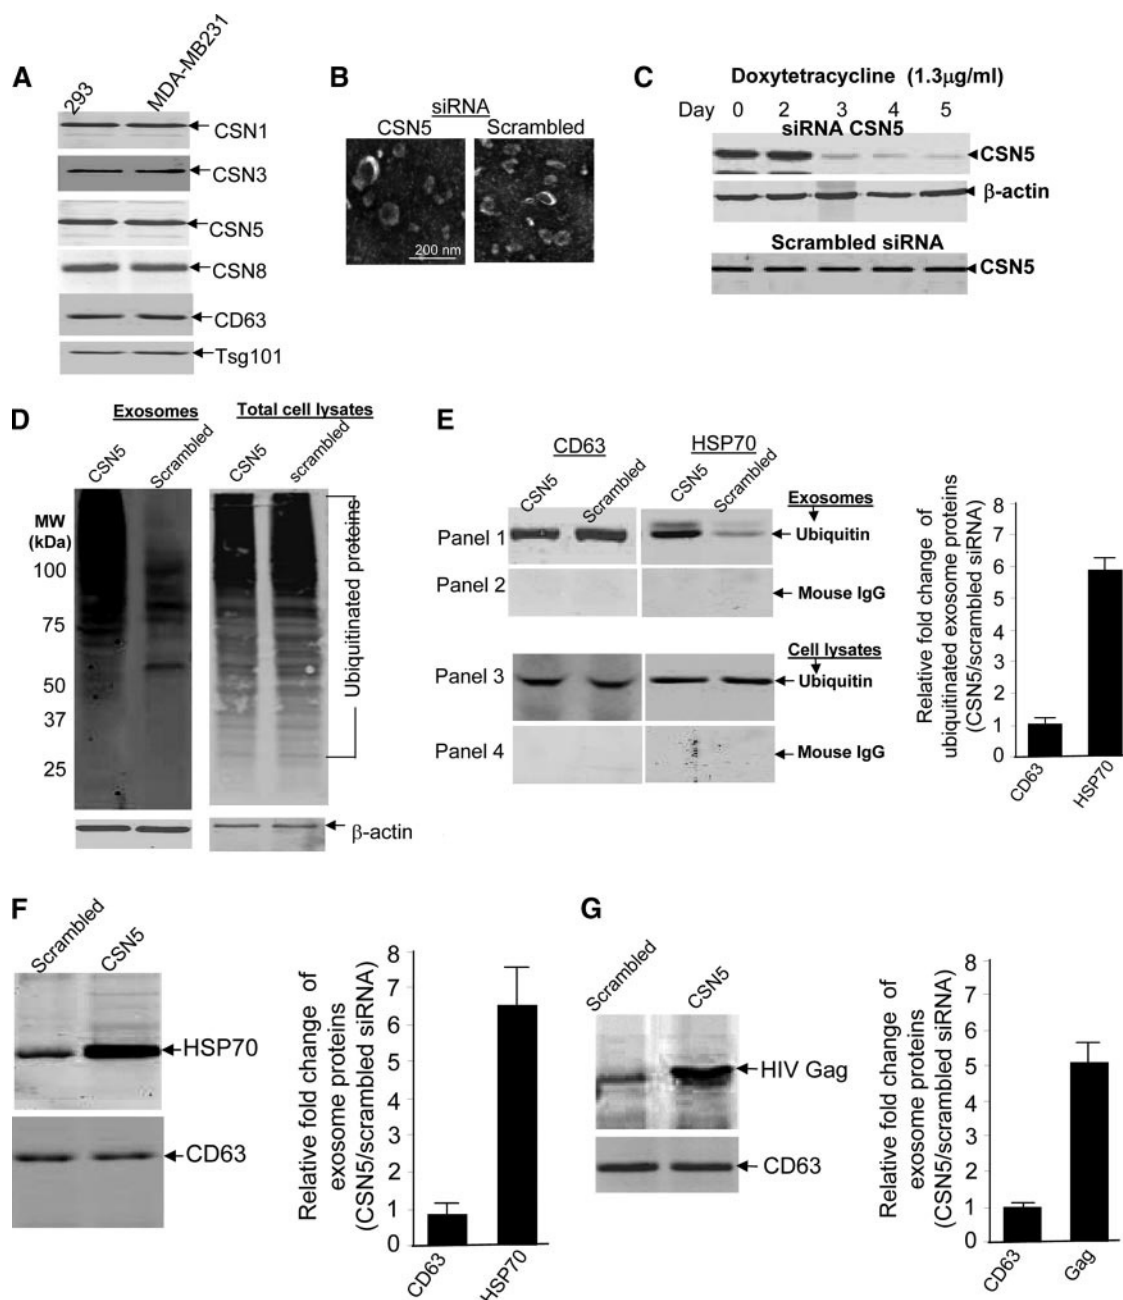 A
293
MDA-MB231
CSN1
CSN3
CSN5
CSN8
CD63
Tsg101
B
siRNA
CSN5 Scrambled
200 nm
C
Doxytetracycline (1.3μg/ml)
Day 0 2 3 4 5
siRNA CSN5
CSN5
β-actin
Scrambled siRNA
CSN5
D
Exosomes Total cell lysates
CSN5 Scrambled CSN5 scrambled
MW
(kDa)
100
75
50
37
25
Ubiquitinated proteins
β-actin
E
CD63 HSP70
CSN5 Scrambled CSN5 Scrambled
Exosomes
Panel 1 Ubiquitin
Panel 2 Mouse IgG
Cell lysates
Panel 3 Ubiquitin
Panel 4 Mouse IgG
Relative fold change of
ubiquitinated exosome proteins
(CSN5/scrambled siRNA)
8
7
6
5
4
3
2
1
0
CD63
HSP70
F
Scrambled
CSN5
HSP70
CD63
Relative fold change of
exosome proteins
(CSN5/scrambled siRNA)
8
7
6
5
4
3
2
1
0
CD63
HSP70
G
Scrambled
CSN5
HIV Gag
CD63
Relative fold change of
exosome proteins
(CSN5/scrambled siRNA)
8
7
6
5
4
3
2
1
0
CD63
Gag